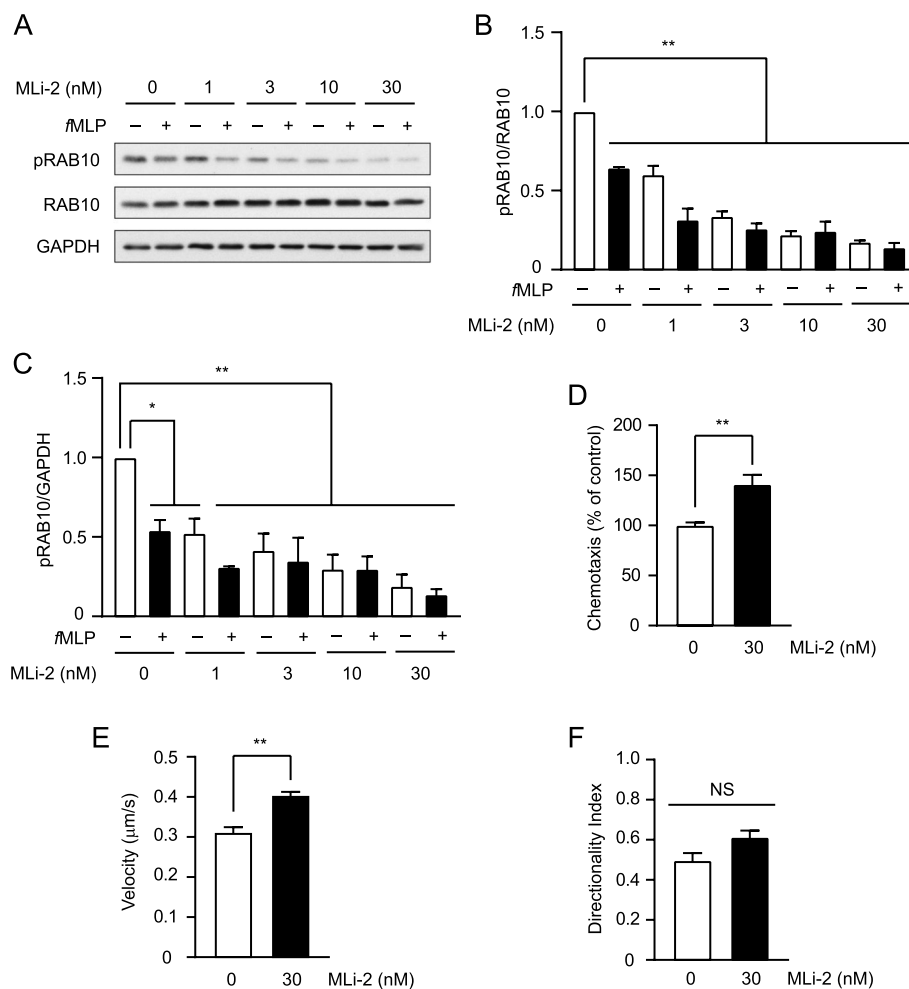 A
MLi-2 (nM) 0 1 3 10 30
fMLP – + – + – + – + – +
pRAB10
RAB10
GAPDH
B
**
1.5
1.0
0.5
0
pRAB10/RAB10
fMLP – + – + – + – + – +
MLi-2 (nM) 0 1 3 10 30
C
**
*
1.5
1.0
0.5
0
pRAB10/GAPDH
fMLP – + – + – + – + – +
MLi-2 (nM) 0 1 3 10 30
D
**
200
150
100
50
0
Chemotaxis (% of control)
0 30 MLi-2 (nM)
E
**
0.5
0.4
0.3
0.2
0.1
0
Velocity (μm/s)
0 30 MLi-2 (nM)
F
NS
1.0
0.8
0.6
0.4
0.2
0
Directionality Index
0 30 MLi-2 (nM)